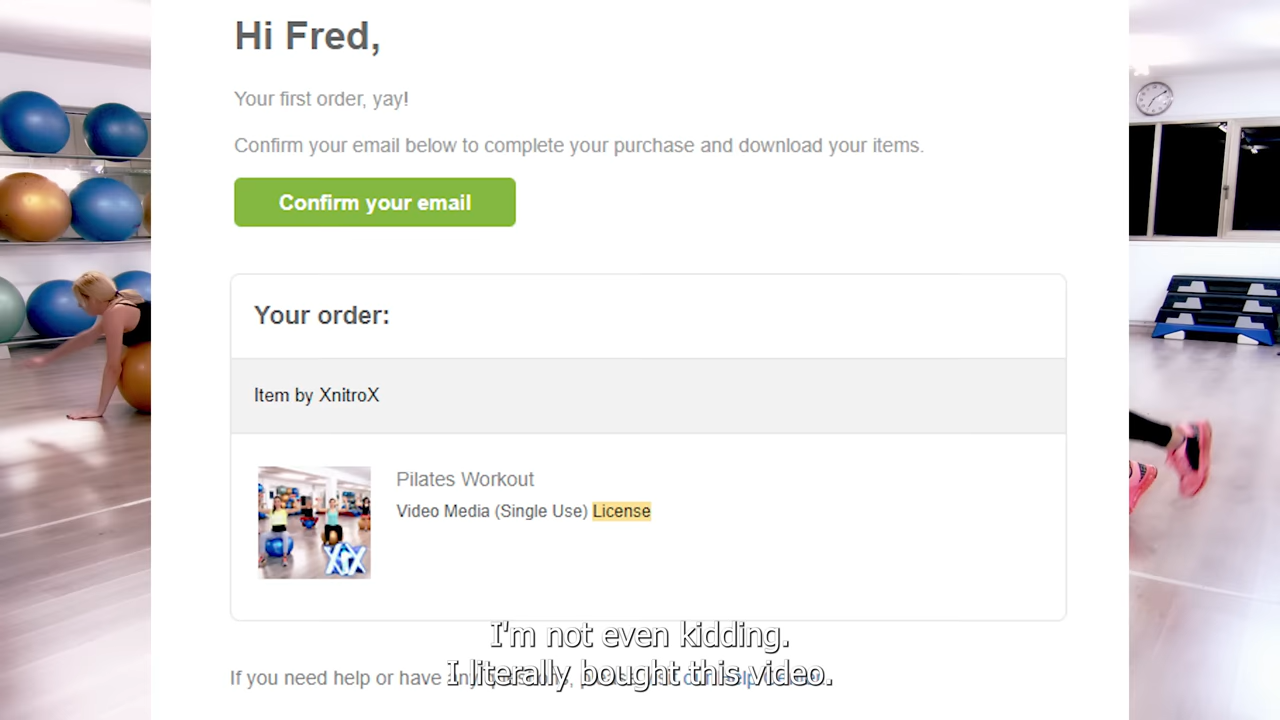 Hi Fred,
Your first order, yay!
Confirm your email below to complete your purchase and download your items.
Confirm your email
Your order:
Item by XnitroX
Pilates Workout
Video Media (Single Use) License
XTX
I'm not even kidding.
I literally bought this video.
If you need help or have